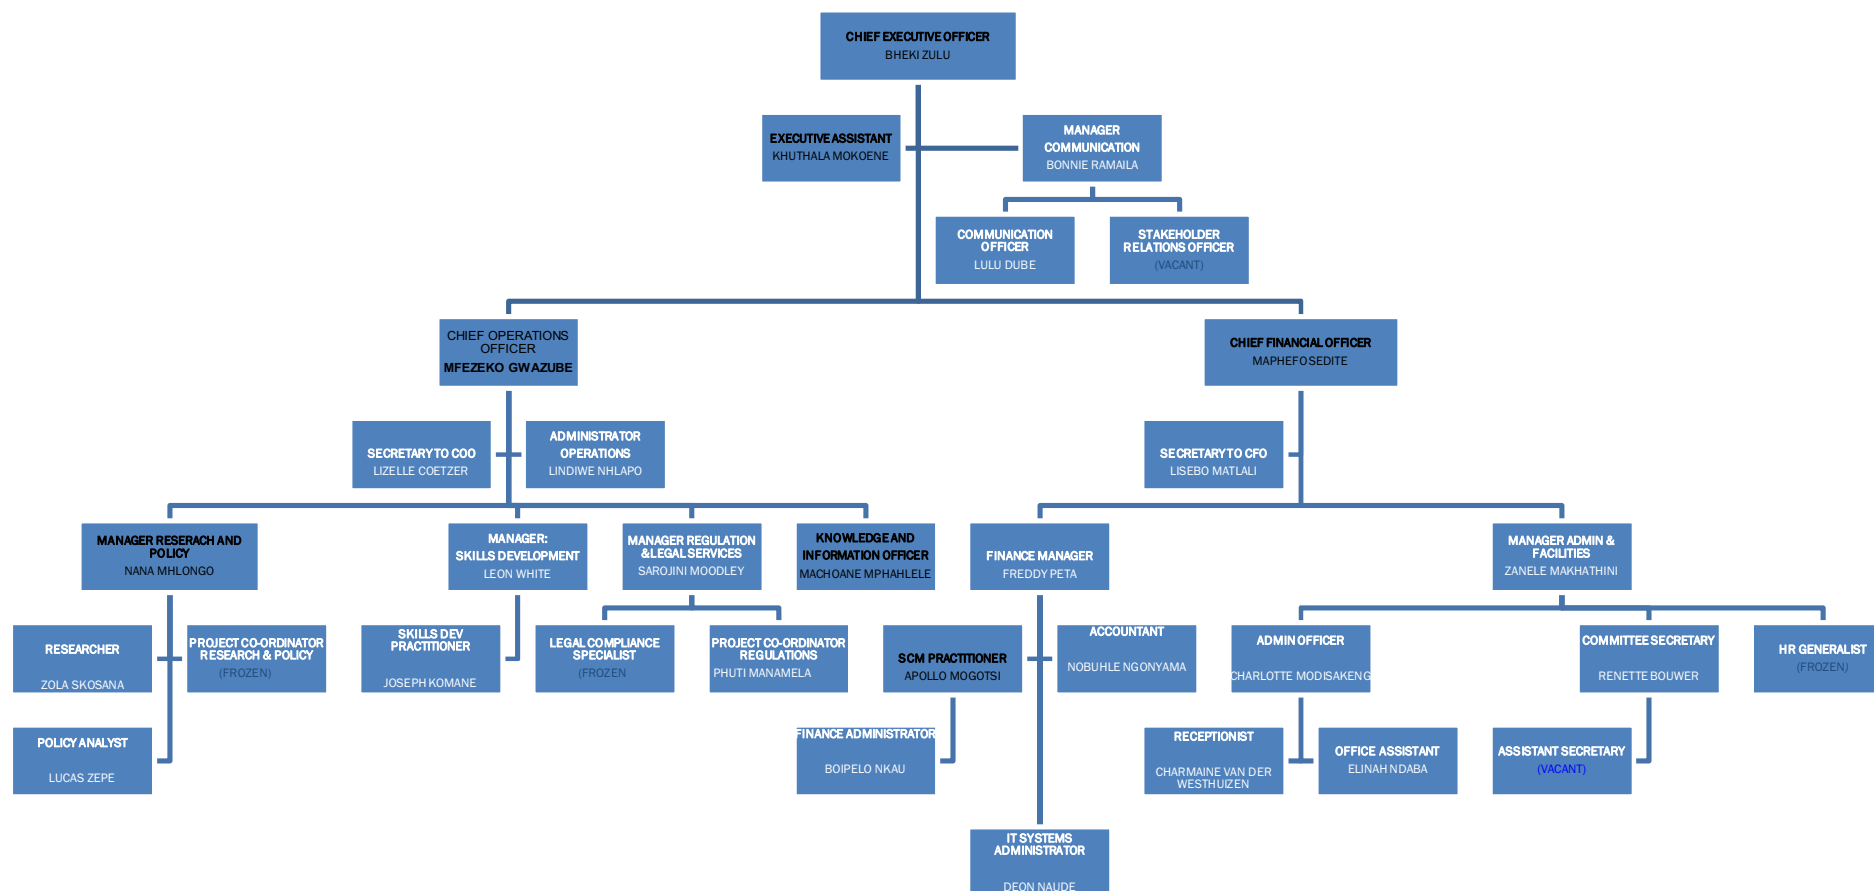 CHIEF EXECUTIVE OFFICER
BHEKI ZULU
EXECUTIVE ASSISTANT
KHUTHALA MOKOENE
MANAGER
COMMUNICATION
BONNIE RAMAILA
COMMUNICATION
OFFICER
LULU DUBE
STAKEHOLDER
RELATIONS OFFICER
(VACANT)
CHIEF OPERATIONS
OFFICER
MFEZEKO GWAZUBE
CHIEF FINANCIAL OFFICER
MAPHEFO SEDITE
SECRETARY TO COO
LIZELLE COETZER
ADMINISTRATOR
OPERATIONS
LINDIWE NHLAPO
SECRETARY TO CFO
LISEBO MATLALI
MANAGER RESERACH AND
POLICY
NANA MHLONGO
MANAGER:
SKILLS DEVELOPMENT
LEON WHITE
MANAGER REGULATION
&LEGAL SERVICES
SAROJINI MOODLEY
KNOWLEDGE AND
INFORMATION OFFICER
MACHOANE MPHAHLELE
FINANCE MANAGER
FREDDY PETA
MANAGER ADMIN &
FACILITIES
ZANELE MAKHATHINI
RESEARCHER
ZOLA SKOSANA
PROJECT CO-ORDINATOR
RESEARCH & POLICY
(FROZEN)
SKILLS DEV
PRACTITIONER
JOSEPH KOMANE
LEGAL COMPLIANCE
SPECIALIST
(FROZEN
PROJECT CO-ORDINATOR
REGULATIONS
PHUTI MANAMELA
SCM PRACTITIONER
APOLLO MOGOTSI
ACCOUNTANT
NOBUHLE NGONYAMA
ADMIN OFFICER
CHARLOTTE MODISAKENG
COMMITTEE SECRETARY
RENETTE BOUWER
HR GENERALIST
(FROZEN)
POLICY ANALYST
LUCAS ZEPE
FINANCE ADMINISTRATOR
BOIPELO NKAU
RECEPTIONIST
CHARMAINE VAN DER
WESTHUIZEN
OFFICE ASSISTANT
ELINAH NDABA
ASSISTANT SECRETARY
(VACANT)
IT SYSTEMS
ADMINISTRATOR
DEON NAUDE